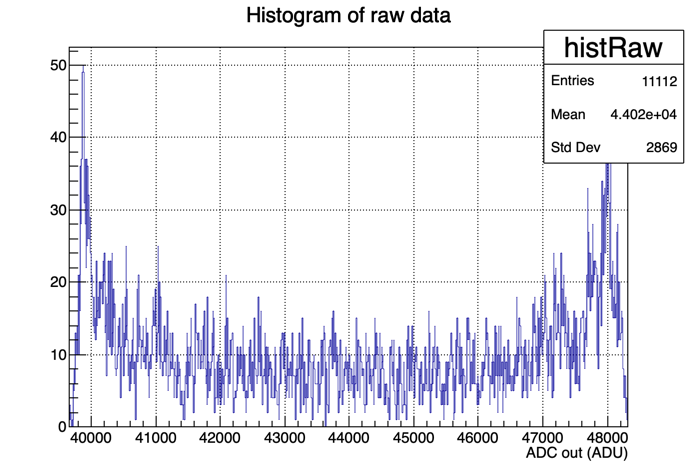 Histogram of raw data
histRaw
Entries 11112
Mean 4.402e+04
Std Dev 2869
50
40
30
20
10
0
40000 41000 42000 43000 44000 45000 46000 47000 48000
ADC out (ADU)